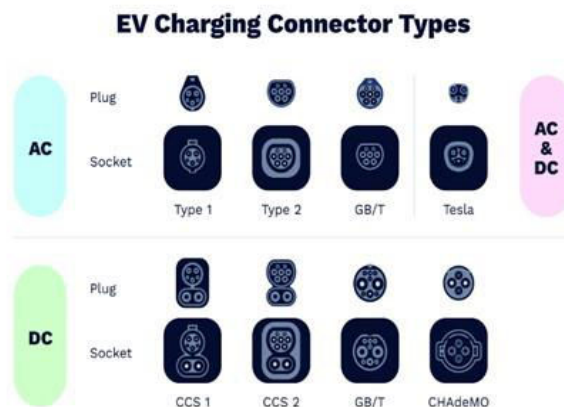 EV Charging Connector Types
Plug
AC
Socket
AC
&
DC
Type 1
Type 2
GB/T
Tesla
Plug
DC
Socket
CCS 1
CCS 2
GB/T
CHAdeMO